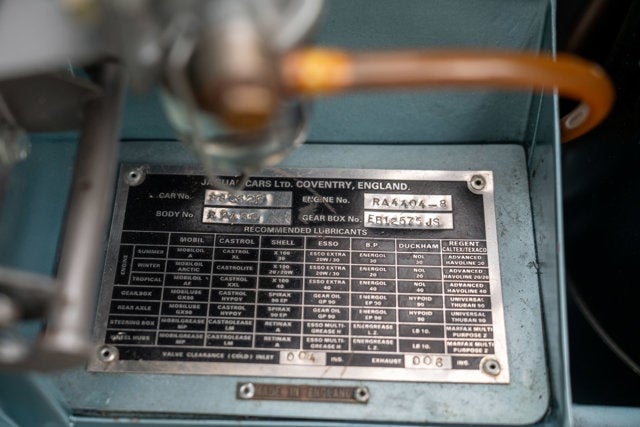 JAGUAR CARS LTD. COVENTRY, ENGLAND.
CAR No. ENGINE No. RA4404-8
BODY No. GEAR BOX No. EB12575JS
RECOMMENDED LUBRICANTS
MOBIL CASTROL SHELL ESSO B.P. DUCKHAM REGENT CALTEX/TEXACO
ENGINE
SUMMER MOBILOIL A CASTROL XL X 100 30 ESSO EXTRA 20W/30 ENERGOL 30 NOL 30 ADVANCED HAVOLINE 30
WINTER MOBILOIL ARCTIC CASTROLITE X 100 20/20W ESSO EXTRA 20W/30 ENERGOL 20 NOL 20 ADVANCED HAVOLINE 20/20
TROPICAL MOBILOIL AF CASTROL XXL X 100 40 ESSO EXTRA 40 ENERGOL 40 NOL 40 ADVANCED HAVOLINE 40
GEARBOX MOBILUBE GX90 CASTROL HYPOY SPIRAX 90 EP GEAR OIL GP 90 ENERGOL EP 90 HYPOID 90 UNIVERSAL THUBAN 90
REAR AXLE MOBILUBE GX90 CASTROL HYPOY SPIRAX 90 EP GEAR OIL GP 90 ENERGOL EP 90 HYPOID 90 UNIVERSAL THUBAN 90
STEERING BOX MOBILGREASE MP CASTROLEASE LM RETINAX A ESSO MULTI-GREASE H ENERGREASE L 2 LB 10. MARFAX MULTI PURPOSE 2
WHEEL HUBS MOBILGREASE MP CASTROLEASE LM RETINAX A ESSO MULTI-GREASE H ENERGREASE L 2 LB 10. MARFAX MULTI PURPOSE 2
VALVE CLEARANCE (COLD) INLET 004 INS. EXHAUST 006 INS.
MADE IN ENGLAND